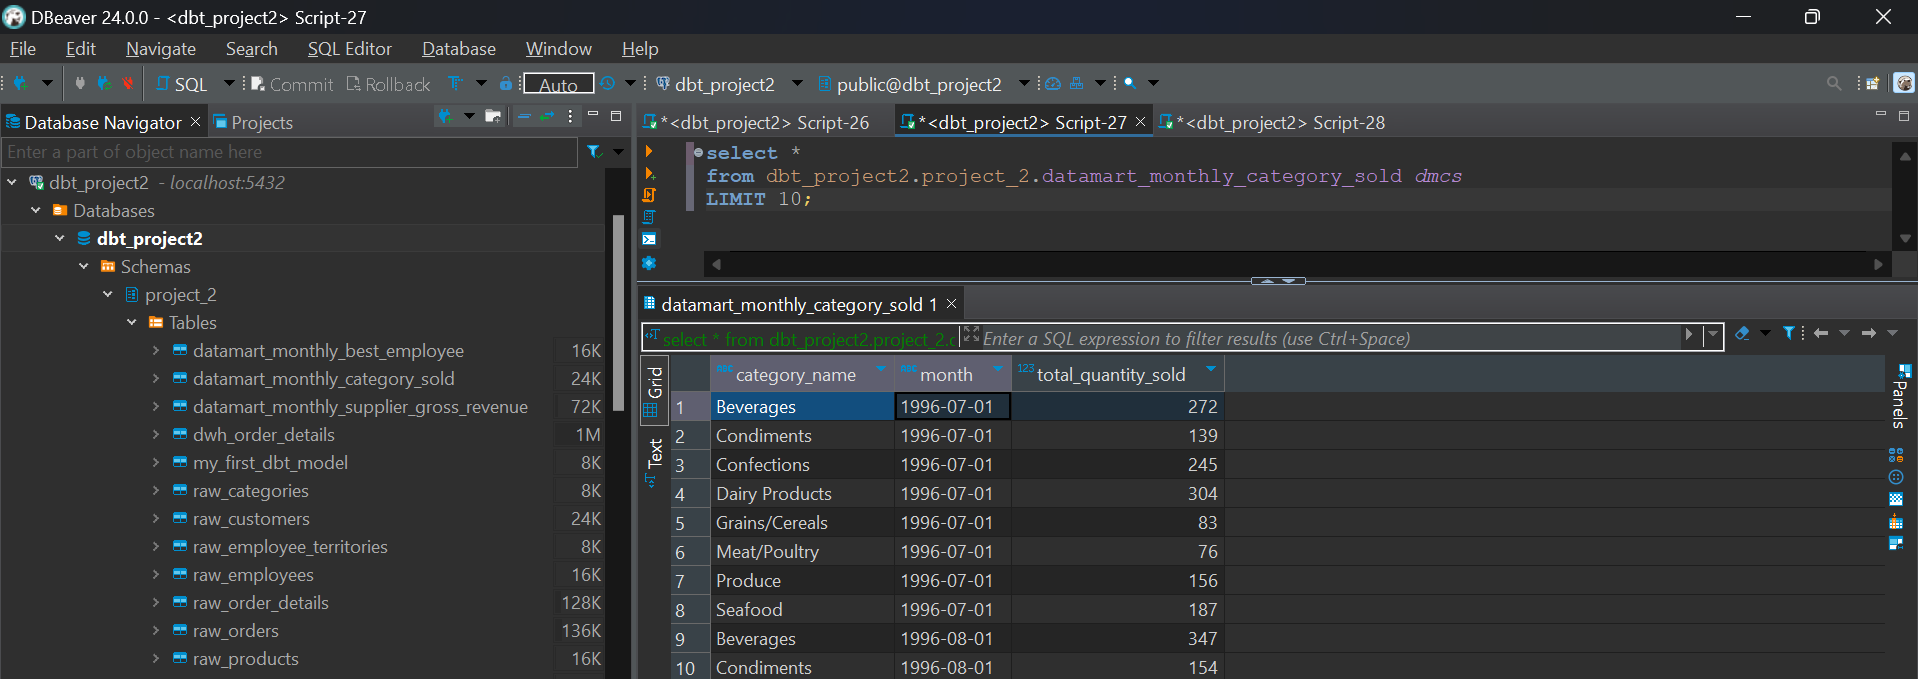 DBeaver 24.0.0 - <dbt_project2> Script-27
File Edit Navigate Search SQL Editor Database Window Help
SQL Commit Rollback Auto dbt_project2 public@dbt_project2
Database Navigator Projects
Enter a part of object name here
dbt_project2 - localhost:5432
Databases
dbt_project2
Schemas
project_2
Tables
datamart_monthly_best_employee 16K
datamart_monthly_category_sold 24K
datamart_monthly_supplier_gross_revenue 72K
dwh_order_details 1M
my_first_dbt_model 8K
raw_categories 8K
raw_customers 24K
raw_employee_territories 8K
raw_employees 16K
raw_order_details 128K
raw_orders 136K
raw_products 16K
*<dbt_project2> Script-26 *<dbt_project2> Script-27 *<dbt_project2> Script-28
select *
from dbt_project2.project_2.datamart_monthly_category_sold dmcs
LIMIT 10;
datamart_monthly_category_sold 1
select * from dbt_project2.project_2.c Enter a SQL expression to filter results (use Ctrl+Space)
Grid
Text
Panels
category_name month 123 total_quantity_sold
1 Beverages 1996-07-01 272
2 Condiments 1996-07-01 139
3 Confections 1996-07-01 245
4 Dairy Products 1996-07-01 304
5 Grains/Cereals 1996-07-01 83
6 Meat/Poultry 1996-07-01 76
7 Produce 1996-07-01 156
8 Seafood 1996-07-01 187
9 Beverages 1996-08-01 347
10 Condiments 1996-08-01 154